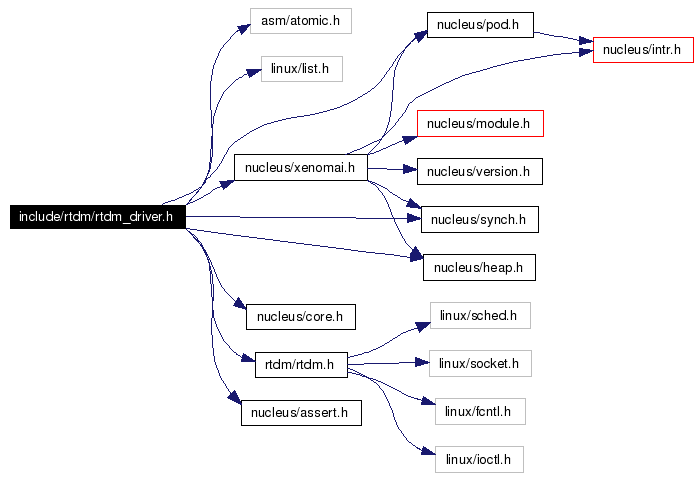 asm/atomic.h
nucleus/pod.h
nucleus/intr.h
linux/list.h
nucleus/module.h
nucleus/xenomai.h
nucleus/version.h
include/rtdm/rtdm_driver.h
nucleus/synch.h
nucleus/heap.h
nucleus/core.h
linux/sched.h
rtdm/rtdm.h
linux/socket.h
nucleus/assert.h
linux/fcntl.h
linux/ioctl.h